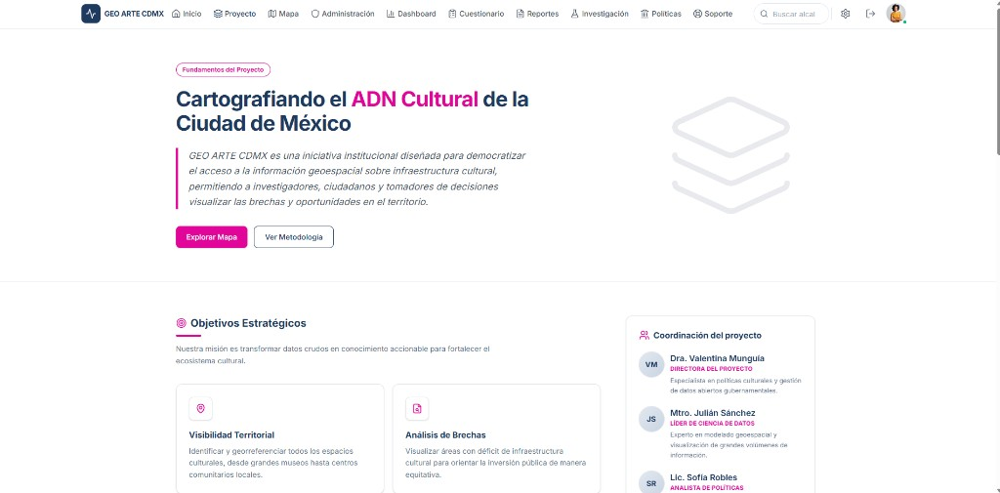 GEO ARTE CDMX Inicio Proyecto Mapa Administración Dashboard Cuestionario Reportes Investigación Políticas Soporte Buscar alcal
Fundamentos del Proyecto
Cartografiando el ADN Cultural de la
Ciudad de México
GEO ARTE CDMX es una iniciativa institucional diseñada para democratizar
el acceso a la información geoespacial sobre infraestructura cultural,
permitiendo a investigadores, ciudadanos y tomadores de decisiones
visualizar las brechas y oportunidades en el territorio.
Explorar Mapa Ver Metodología
Objetivos Estratégicos
Nuestra misión es transformar datos crudos en conocimiento accionable para fortalecer el
ecosistema cultural.
Visibilidad Territorial
Identificar y georreferenciar todos los espacios
culturales, desde grandes museos hasta centros
comunitarios locales.
Análisis de Brechas
Visualizar áreas con déficit de infraestructura
cultural para orientar la inversión pública de manera
equitativa.
Coordinación del proyecto
VM
Dra. Valentina Munguía
DIRECTORA DEL PROYECTO
Especialista en políticas culturales y gestión
de datos abiertos gubernamentales.
JS
Mtro. Julián Sánchez
LÍDER DE CIENCIA DE DATOS
Experto en modelado geoespacial y
visualización de grandes volúmenes de
información.
SR
Lic. Sofía Robles
ANALISTA DE POLÍTICAS